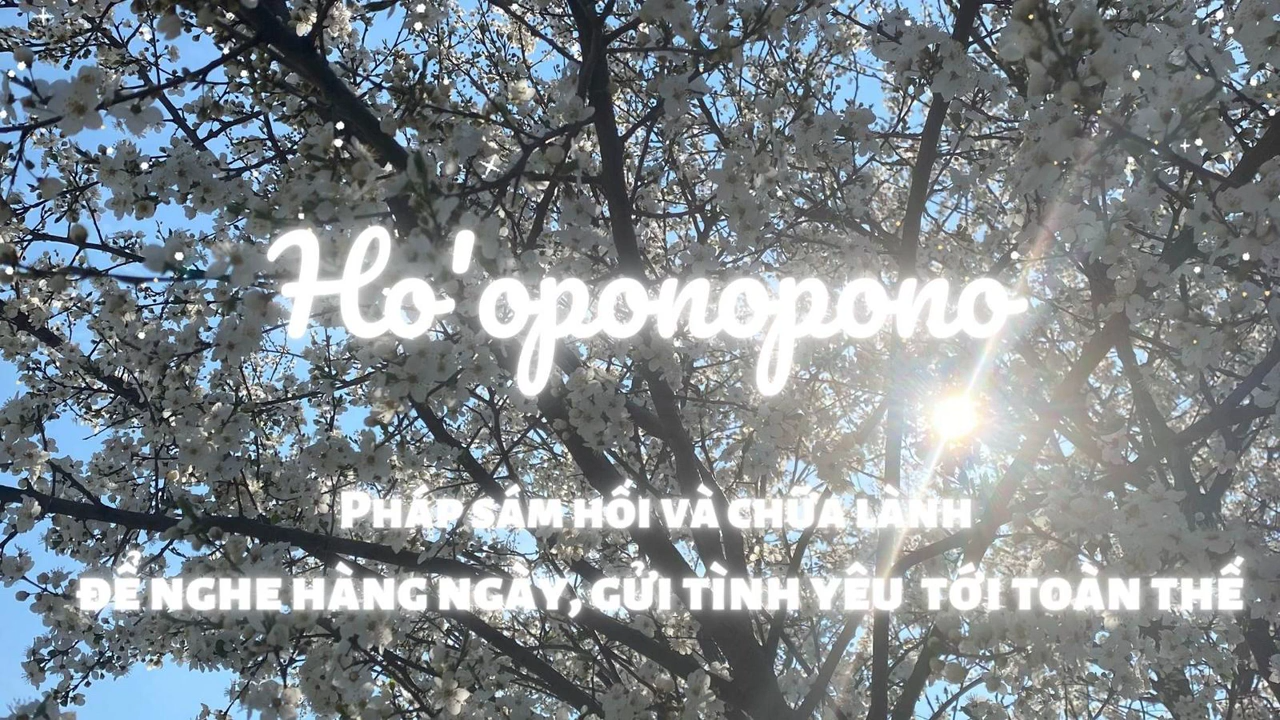 Ho'oponopono
Pháp sám hối và chữa lành
để nghe hàng ngày, gửi tình yêu tới toàn thể